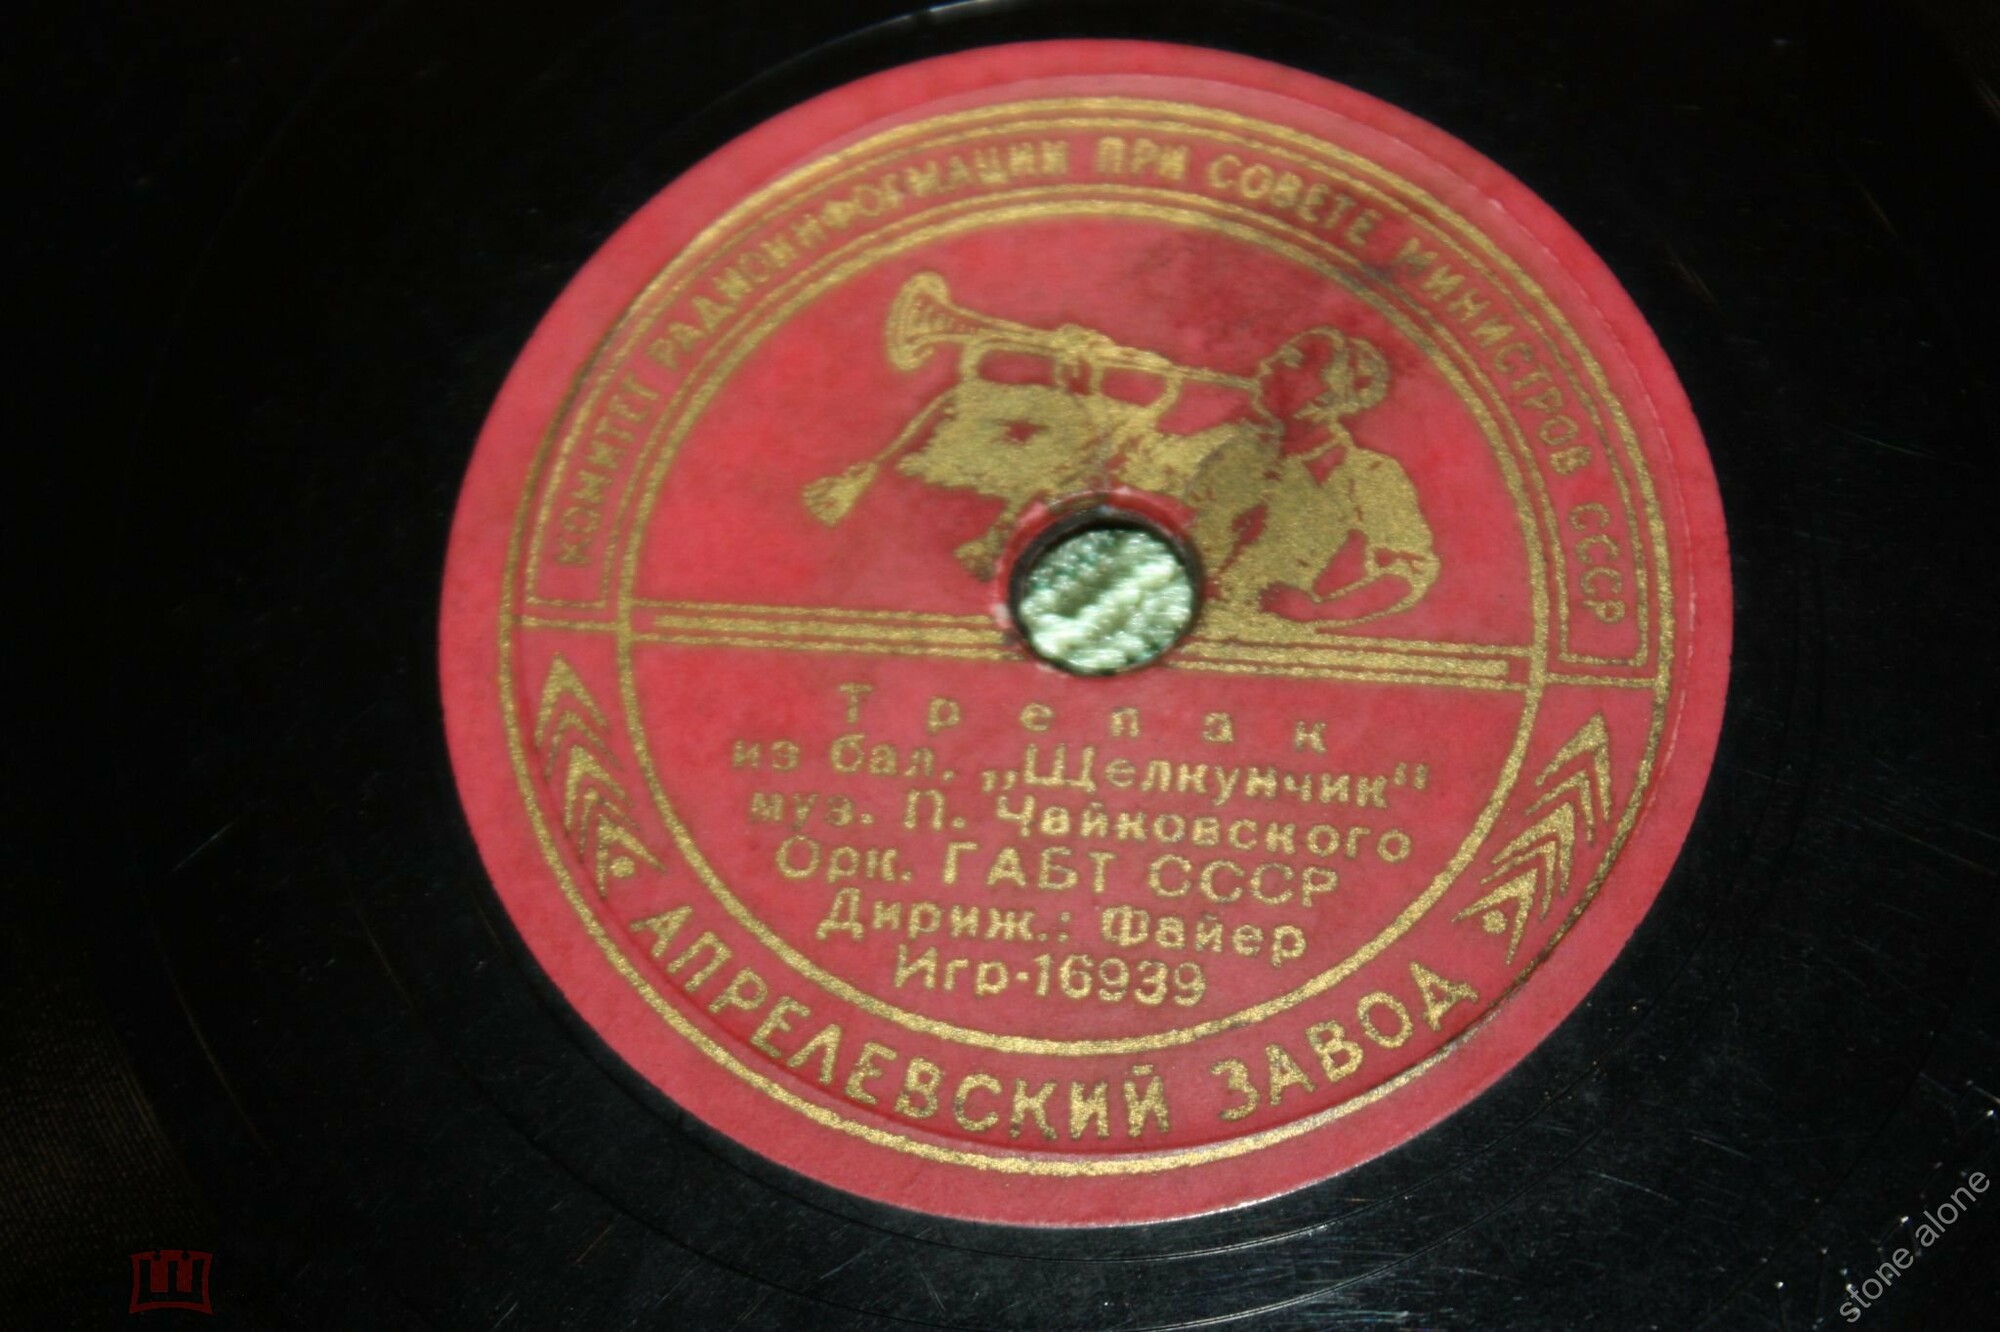 КОМИТЕТ РАДИОИНФОРМАЦИИ ПРИ СОВЕТЕ МИНИСТРОВ СССР
Трепак
из бал. „Щелкунчик“
муз. П. Чайковского
Орк. ГАБТ СССР
Дириж.: Файер
Игр-16939
АПРЕЛЕВСКИЙ ЗАВОД
stone alone